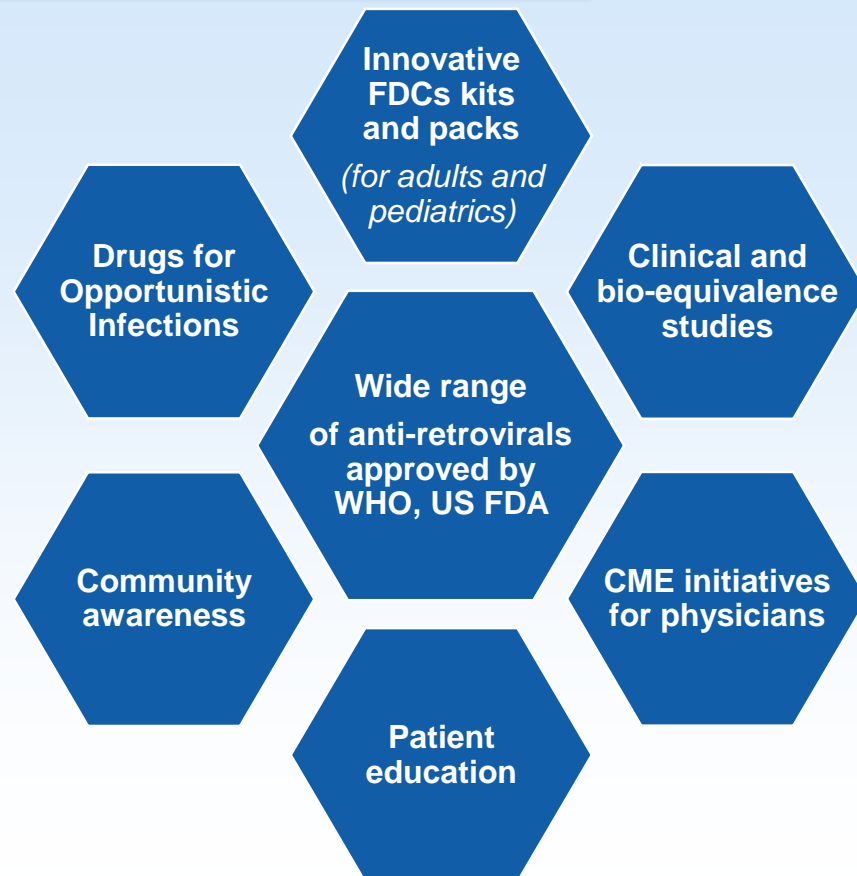 Innovative
FDCs kits
and packs
(for adults and
pediatrics)
Drugs for
Opportunistic
Infections
Clinical and
bio-equivalence
studies
Wide range
of anti-retrovirals
approved by
WHO, US FDA
Community
awareness
CME initiatives
for physicians
Patient
education